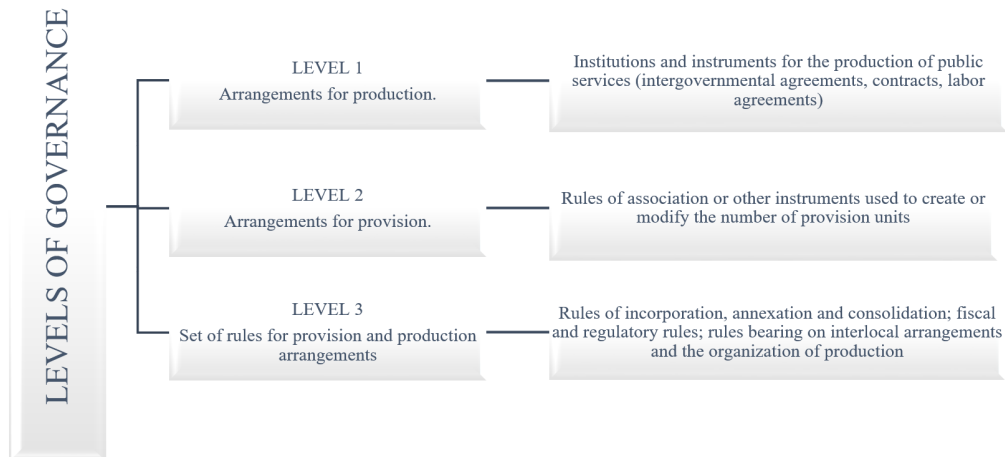 LEVELS OF GOVERNANCE
LEVEL 1
Arrangements for production.
Institutions and instruments for the production of public
services (intergovernmental agreements, contracts, labor
agreements)
LEVEL 2
Arrangements for provision.
Rules of association or other instruments used to create or
modify the number of provision units
LEVEL 3
Set of rules for provision and production
arrangements
Rules of incorporation, annexation and consolidation; fiscal
and regulatory rules; rules bearing on interlocal arrangements
and the organization of production